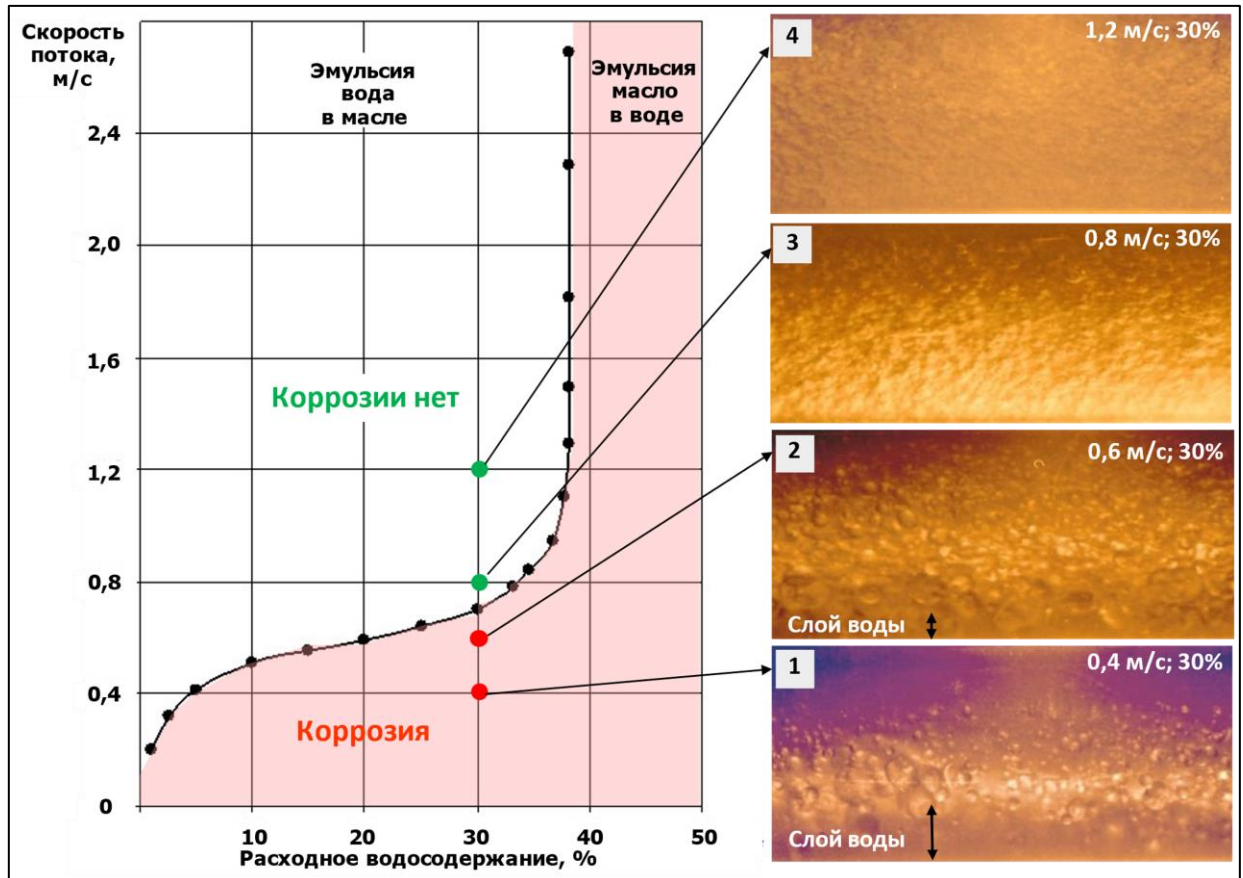 Скорость
потока,
м/с
2,4
2,0
1,6
1,2
0,8
0,4
0
10
20
30
40
50
Расходное водосодержание, %
Эмульсия
вода
в масле
Эмульсия
масло
в воде
Коррозии нет
Коррозия
4
1,2 м/с; 30%
3
0,8 м/с; 30%
2
0,6 м/с; 30%
Слой воды
1
0,4 м/с; 30%
Слой воды